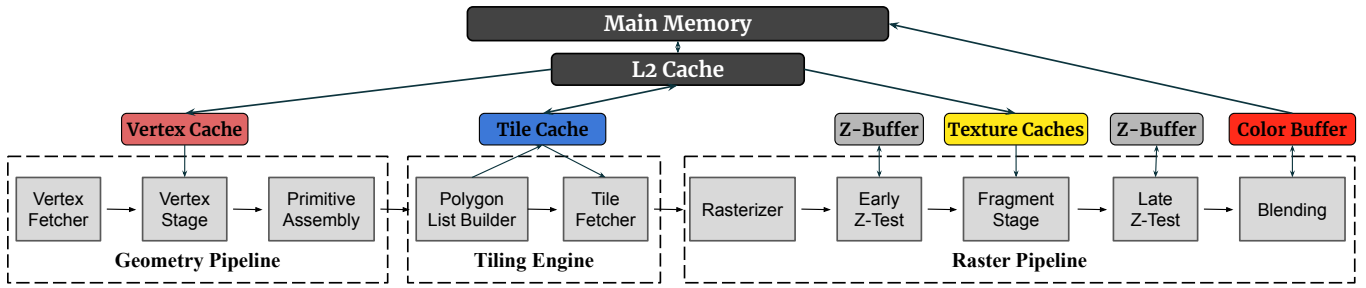 Main Memory
L2 Cache
Vertex Cache
Tile Cache
Z-Buffer
Texture Caches
Z-Buffer
Color Buffer
Vertex
Fetcher
Vertex
Stage
Primitive
Assembly
Polygon
List Builder
Tile
Fetcher
Rasterizer
Early
Z-Test
Fragment
Stage
Late
Z-Test
Blending
Geometry Pipeline
Tiling Engine
Raster Pipeline